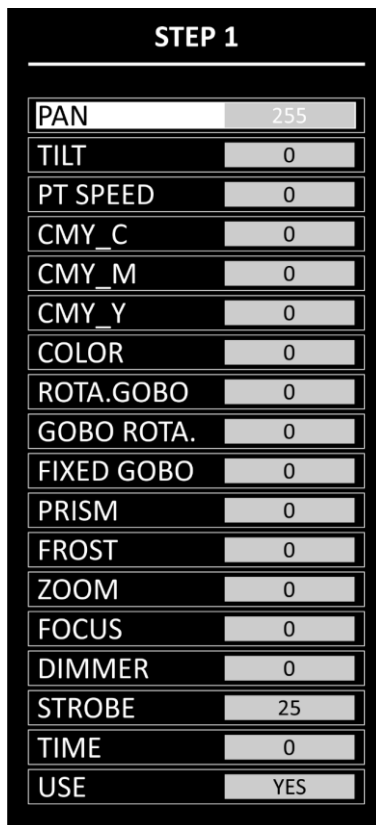 STEP 1
PAN 255
TILT 0
PT SPEED 0
CMY_C 0
CMY_M 0
CMY_Y 0
COLOR 0
ROTA.GOBO 0
GOBO ROTA. 0
FIXED GOBO 0
PRISM 0
FROST 0
ZOOM 0
FOCUS 0
DIMMER 0
STROBE 25
TIME 0
USE YES